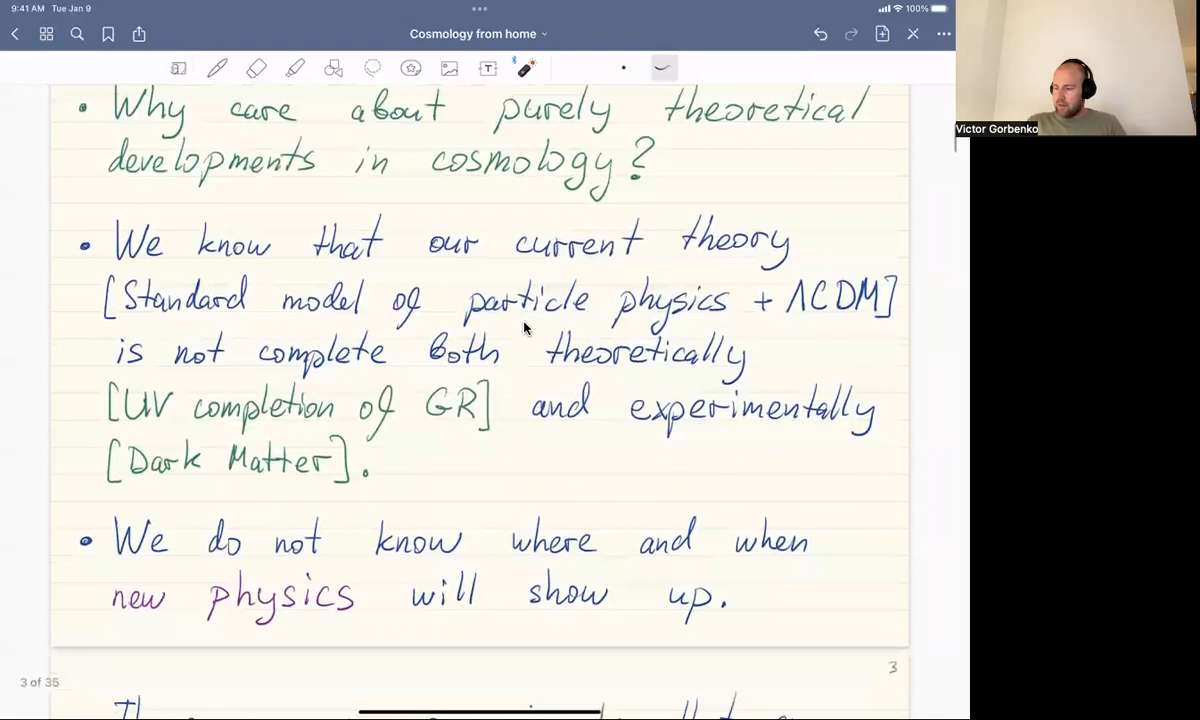 9:41 AM Tue Jan 9
100%
Cosmology from home
Victor Gorbenko
• Why care about purely theoretical
developments in cosmology?
• We know that our current theory
[Standard model of particle physics + ΛCDM]
is not complete both theoretically
[UV completion of GR] and experimentally
[Dark Matter].
• We do not know where and when
new physics will show up.
3
3 of 35